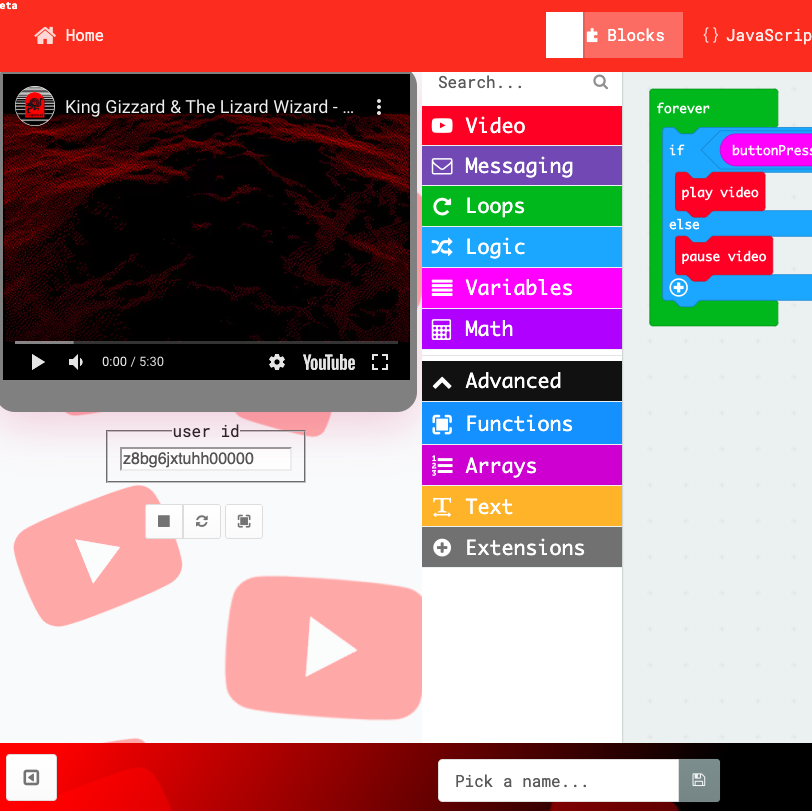 eta
Home
Blocks
{} JavaScrip
King Gizzard & The Lizard Wizard - ...
0:00 / 5:30
YouTube
user id
z8bg6jxtuhh00000
Search...
Video
Messaging
Loops
Logic
Variables
Math
Advanced
Functions
Arrays
Text
Extensions
forever
if
buttonPress
play video
else
pause video
Pick a name...